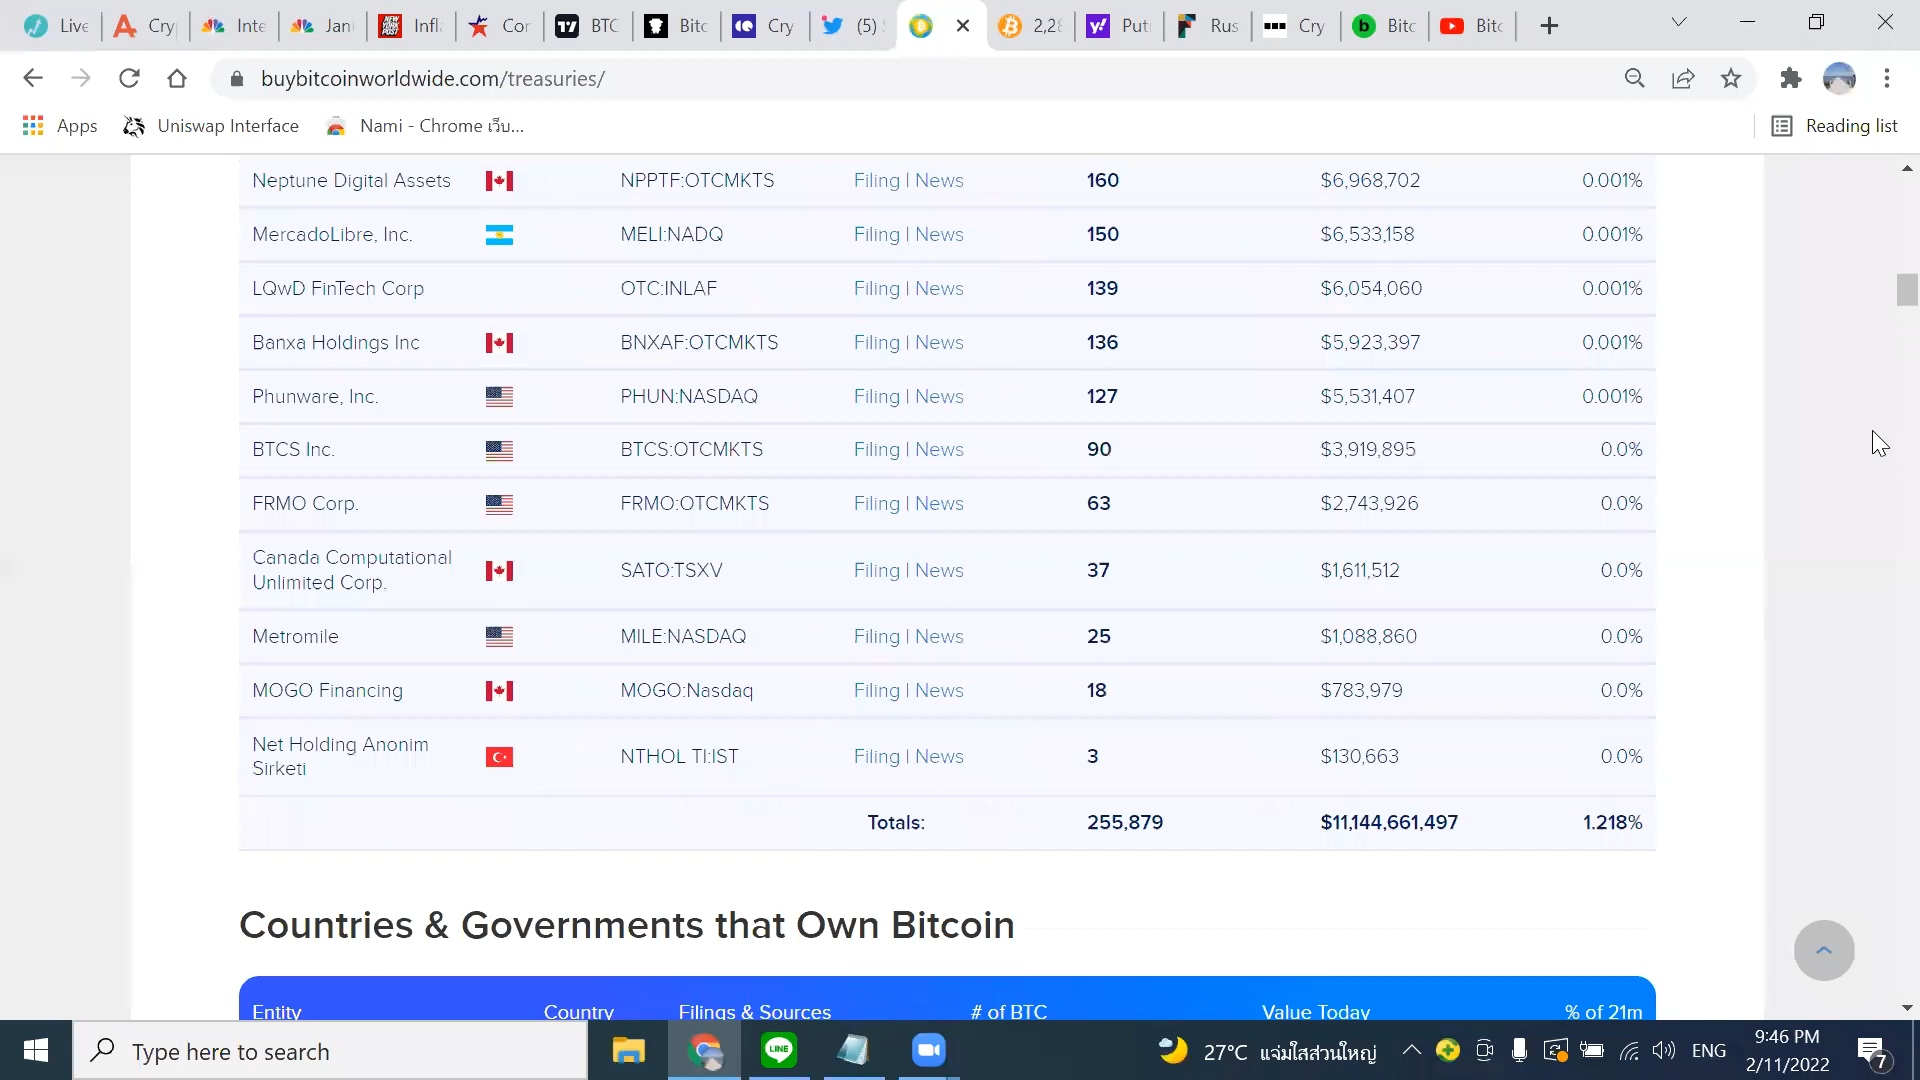 Live
Cry
Inte
Jan
Infl
Cor
BTC
Bitc
Cry
(5)
2,28
Put
Rus
Cry
Bitc
Bitc
buybitcoinworldwide.com/treasuries/
Apps
Uniswap Interface
Nami - Chrome เว็บ...
Reading list
Neptune Digital Assets NPPTF:OTCMKTS Filing | News 160 $6,968,702 0.001%
MercadoLibre, Inc. MELI:NADQ Filing | News 150 $6,533,158 0.001%
LQwD FinTech Corp OTC:INLAF Filing | News 139 $6,054,060 0.001%
Banxa Holdings Inc BNXAF:OTCMKTS Filing | News 136 $5,923,397 0.001%
Phunware, Inc. PHUN:NASDAQ Filing | News 127 $5,531,407 0.001%
BTCS Inc. BTCS:OTCMKTS Filing | News 90 $3,919,895 0.0%
FRMO Corp. FRMO:OTCMKTS Filing | News 63 $2,743,926 0.0%
Canada Computational
Unlimited Corp. SATO:TSXV Filing | News 37 $1,611,512 0.0%
Metromile MILE:NASDAQ Filing | News 25 $1,088,860 0.0%
MOGO Financing MOGO:Nasdaq Filing | News 18 $783,979 0.0%
Net Holding Anonim
Sirketi NTHOL TI:IST Filing | News 3 $130,663 0.0%
Totals: 255,879 $11,144,661,497 1.218%
Countries & Governments that Own Bitcoin
Entity Country Filings & Sources # of BTC Value Today % of 21m
Type here to search
LINE
27°C แจ่มใสส่วนใหญ่
ENG
9:46 PM
2/11/2022
7